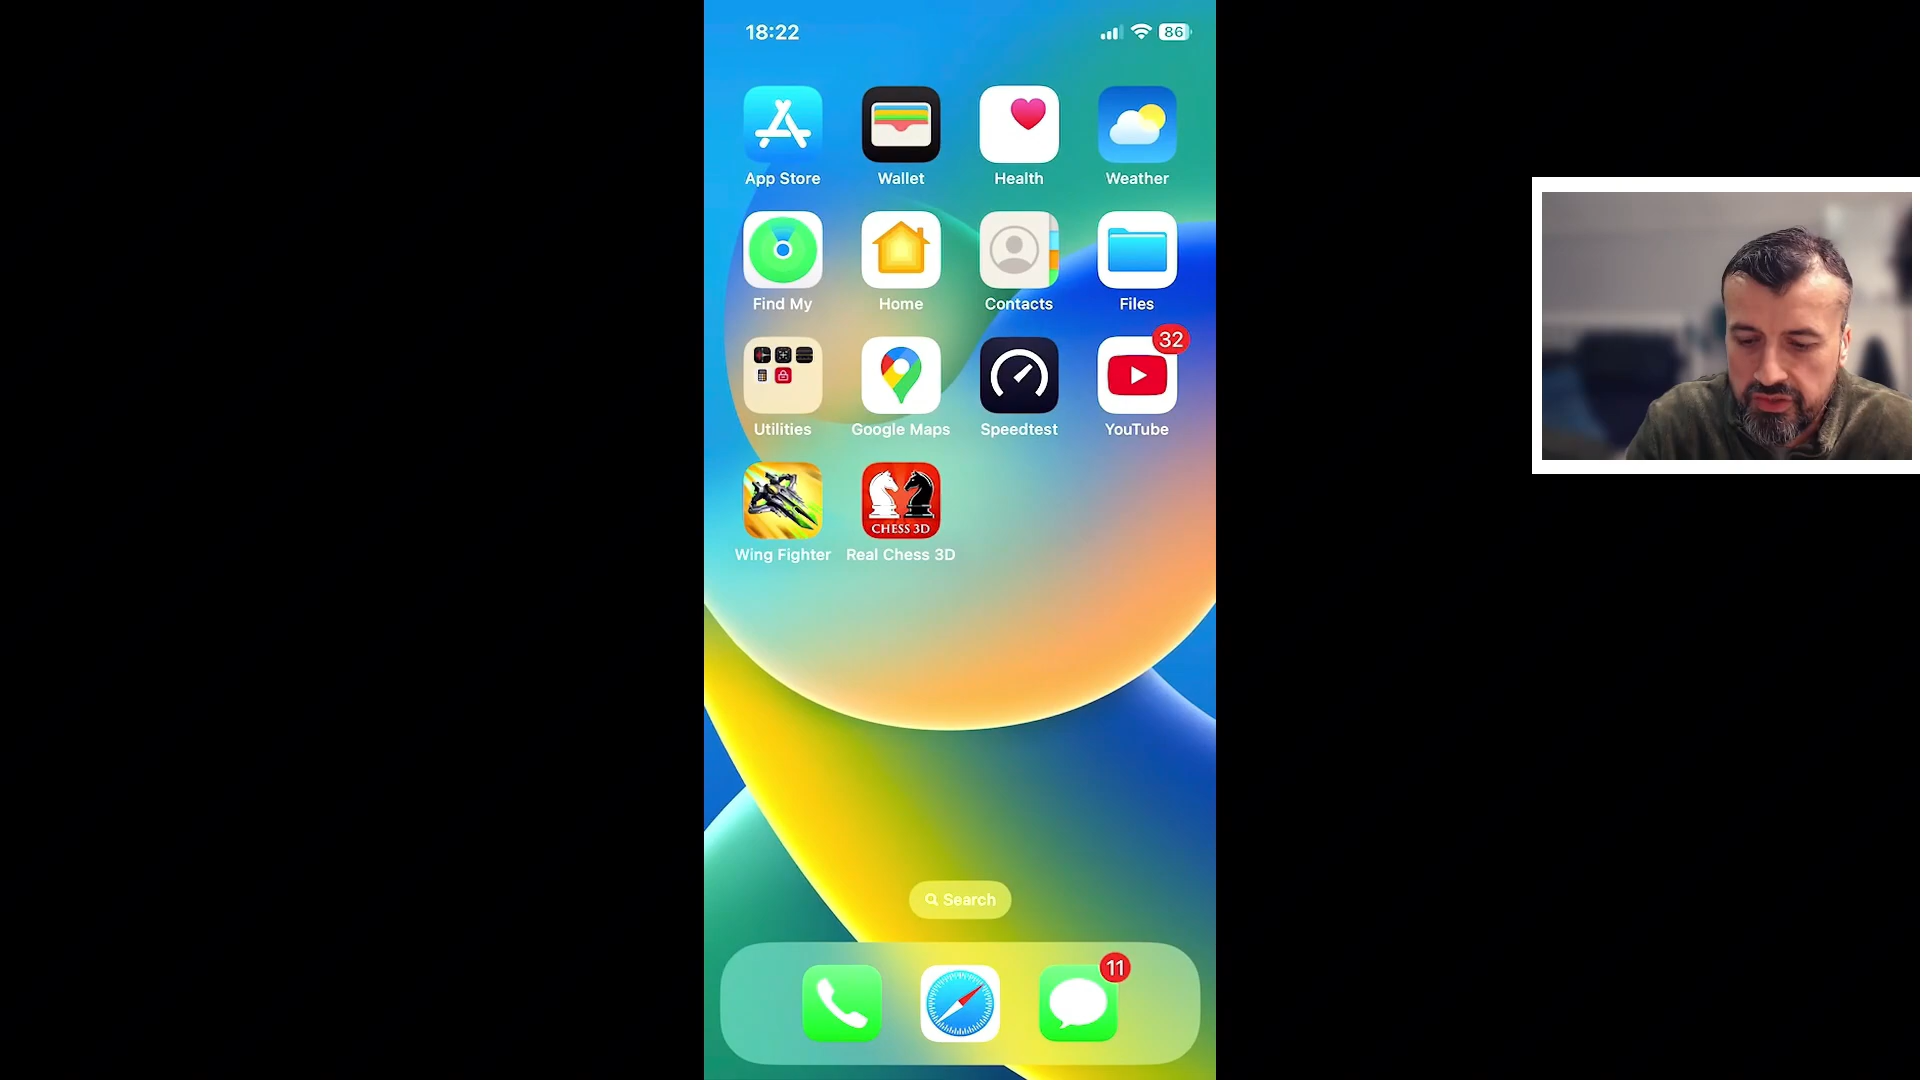 18:22 86
App Store Wallet Health Weather
Find My Home Contacts Files
32
Utilities Google Maps Speedtest YouTube
CHESS 3D
Wing Fighter Real Chess 3D
Search
11